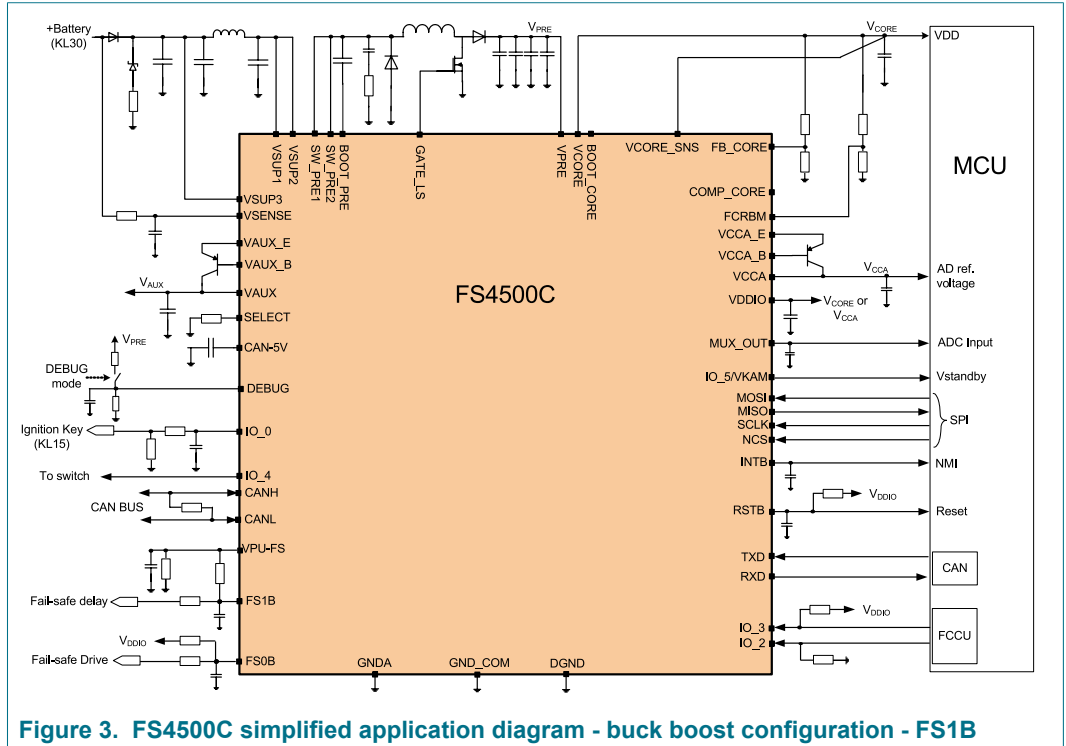 +Battery
(KL30)
VPRE
VCORE
VDD
MCU
VSUP1
VSUP2
SW_PRE1
SW_PRE2
BOOT_PRE
GATE_LS
VPRE
VCORE
BOOT_CORE
VCORE_SNS
FB_CORE
COMP_CORE
FCRBM
VCCA_E
VCCA_B
VCCA
VCCA
AD ref.
voltage
VDDIO
VCORE or
VCCA
MUX_OUT
ADC Input
IO_5/VKAM
Vstandby
MOSI
MISO
SCLK
NCS
SPI
INTB
NMI
VDDIO
RSTB
Reset
TXD
RXD
CAN
VDDIO
IO_3
IO_2
FCCU
FS4500C
VSUP3
VSENSE
VAUX_E
VAUX_B
VAUX
VAUX
SELECT
CAN-5V
VPRE
DEBUG
mode
DEBUG
Ignition Key
(KL15)
IO_0
To switch
IO_4
CANH
CAN BUS
CANL
VPU-FS
Fail-safe delay
FS1B
VDDIO
Fail-safe Drive
FS0B
GNDA
GND_COM
DGND
Figure 3. FS4500C simplified application diagram - buck boost configuration - FS1B